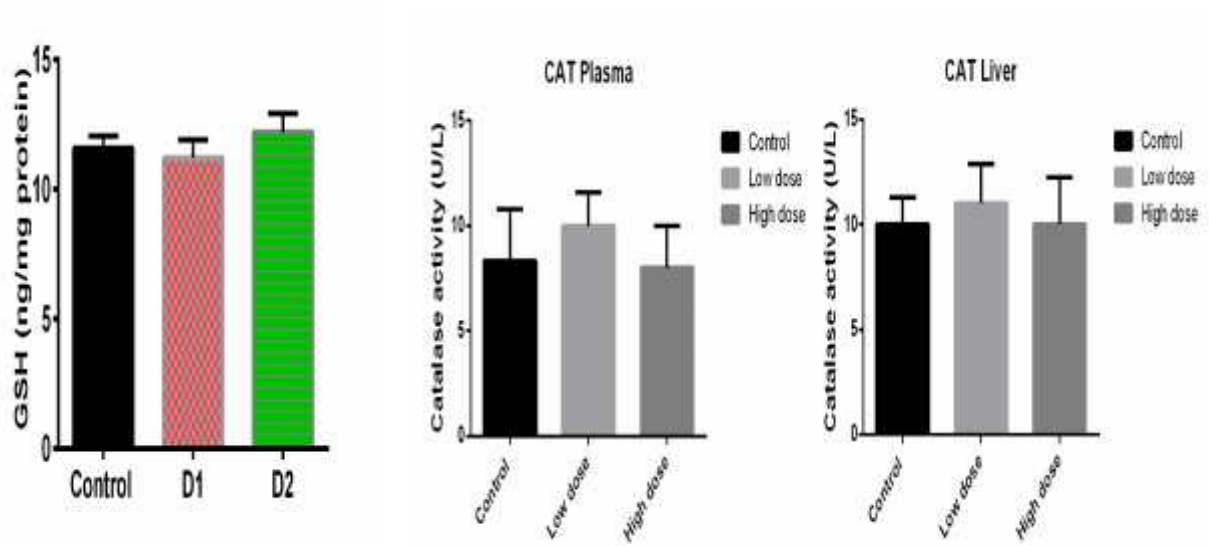 GSH (ng/mg protein)
15
10
5
0
Control
D1
D2
CAT Plasma
Catalase activity (U/L)
15
10
5
0
Control
Low dose
High dose
Control
Low dose
High dose
CAT Liver
Catalase activity (U/L)
15
10
5
0
Control
Low dose
High dose
Control
Low dose
High dose